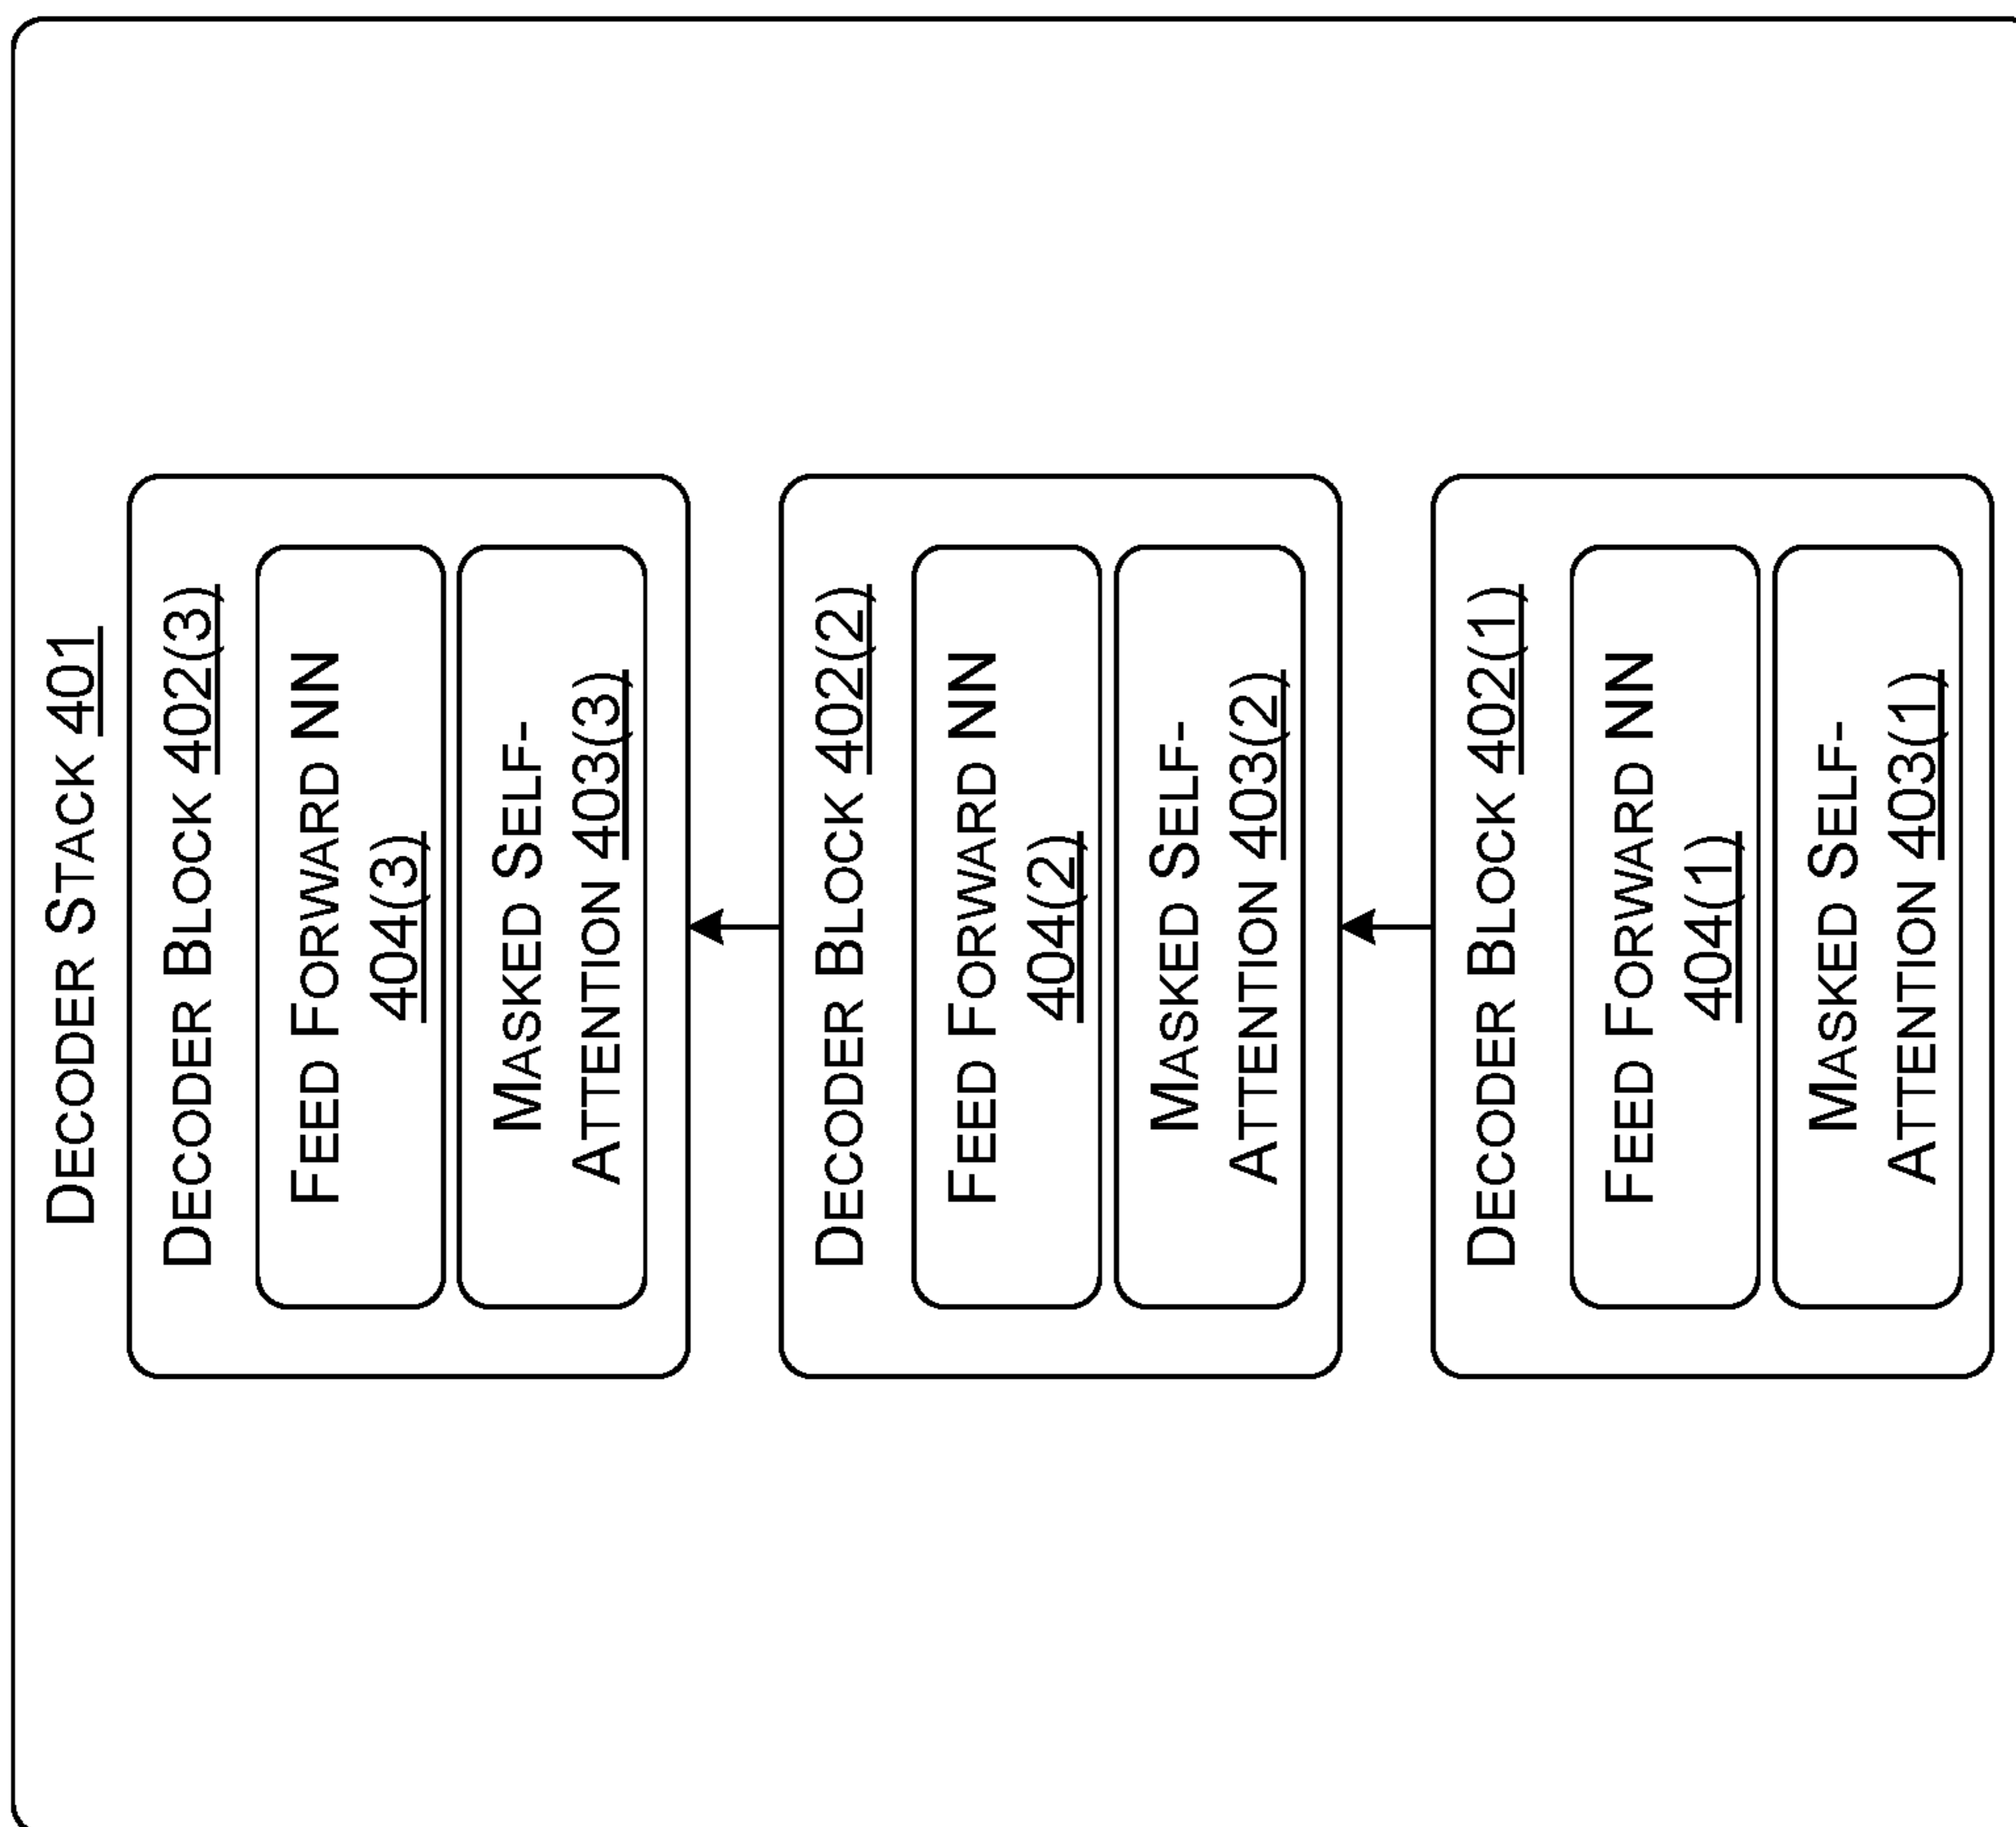 DECODER STACK 401
DECODER BLOCK 402(3)
FEED FORWARD NN
404(3)
MASKED SELF-
ATTENTION 403(3)
DECODER BLOCK 402(2)
FEED FORWARD NN
404(2)
MASKED SELF-
ATTENTION 403(2)
DECODER BLOCK 402(1)
FEED FORWARD NN
404(1)
MASKED SELF-
ATTENTION 403(1)